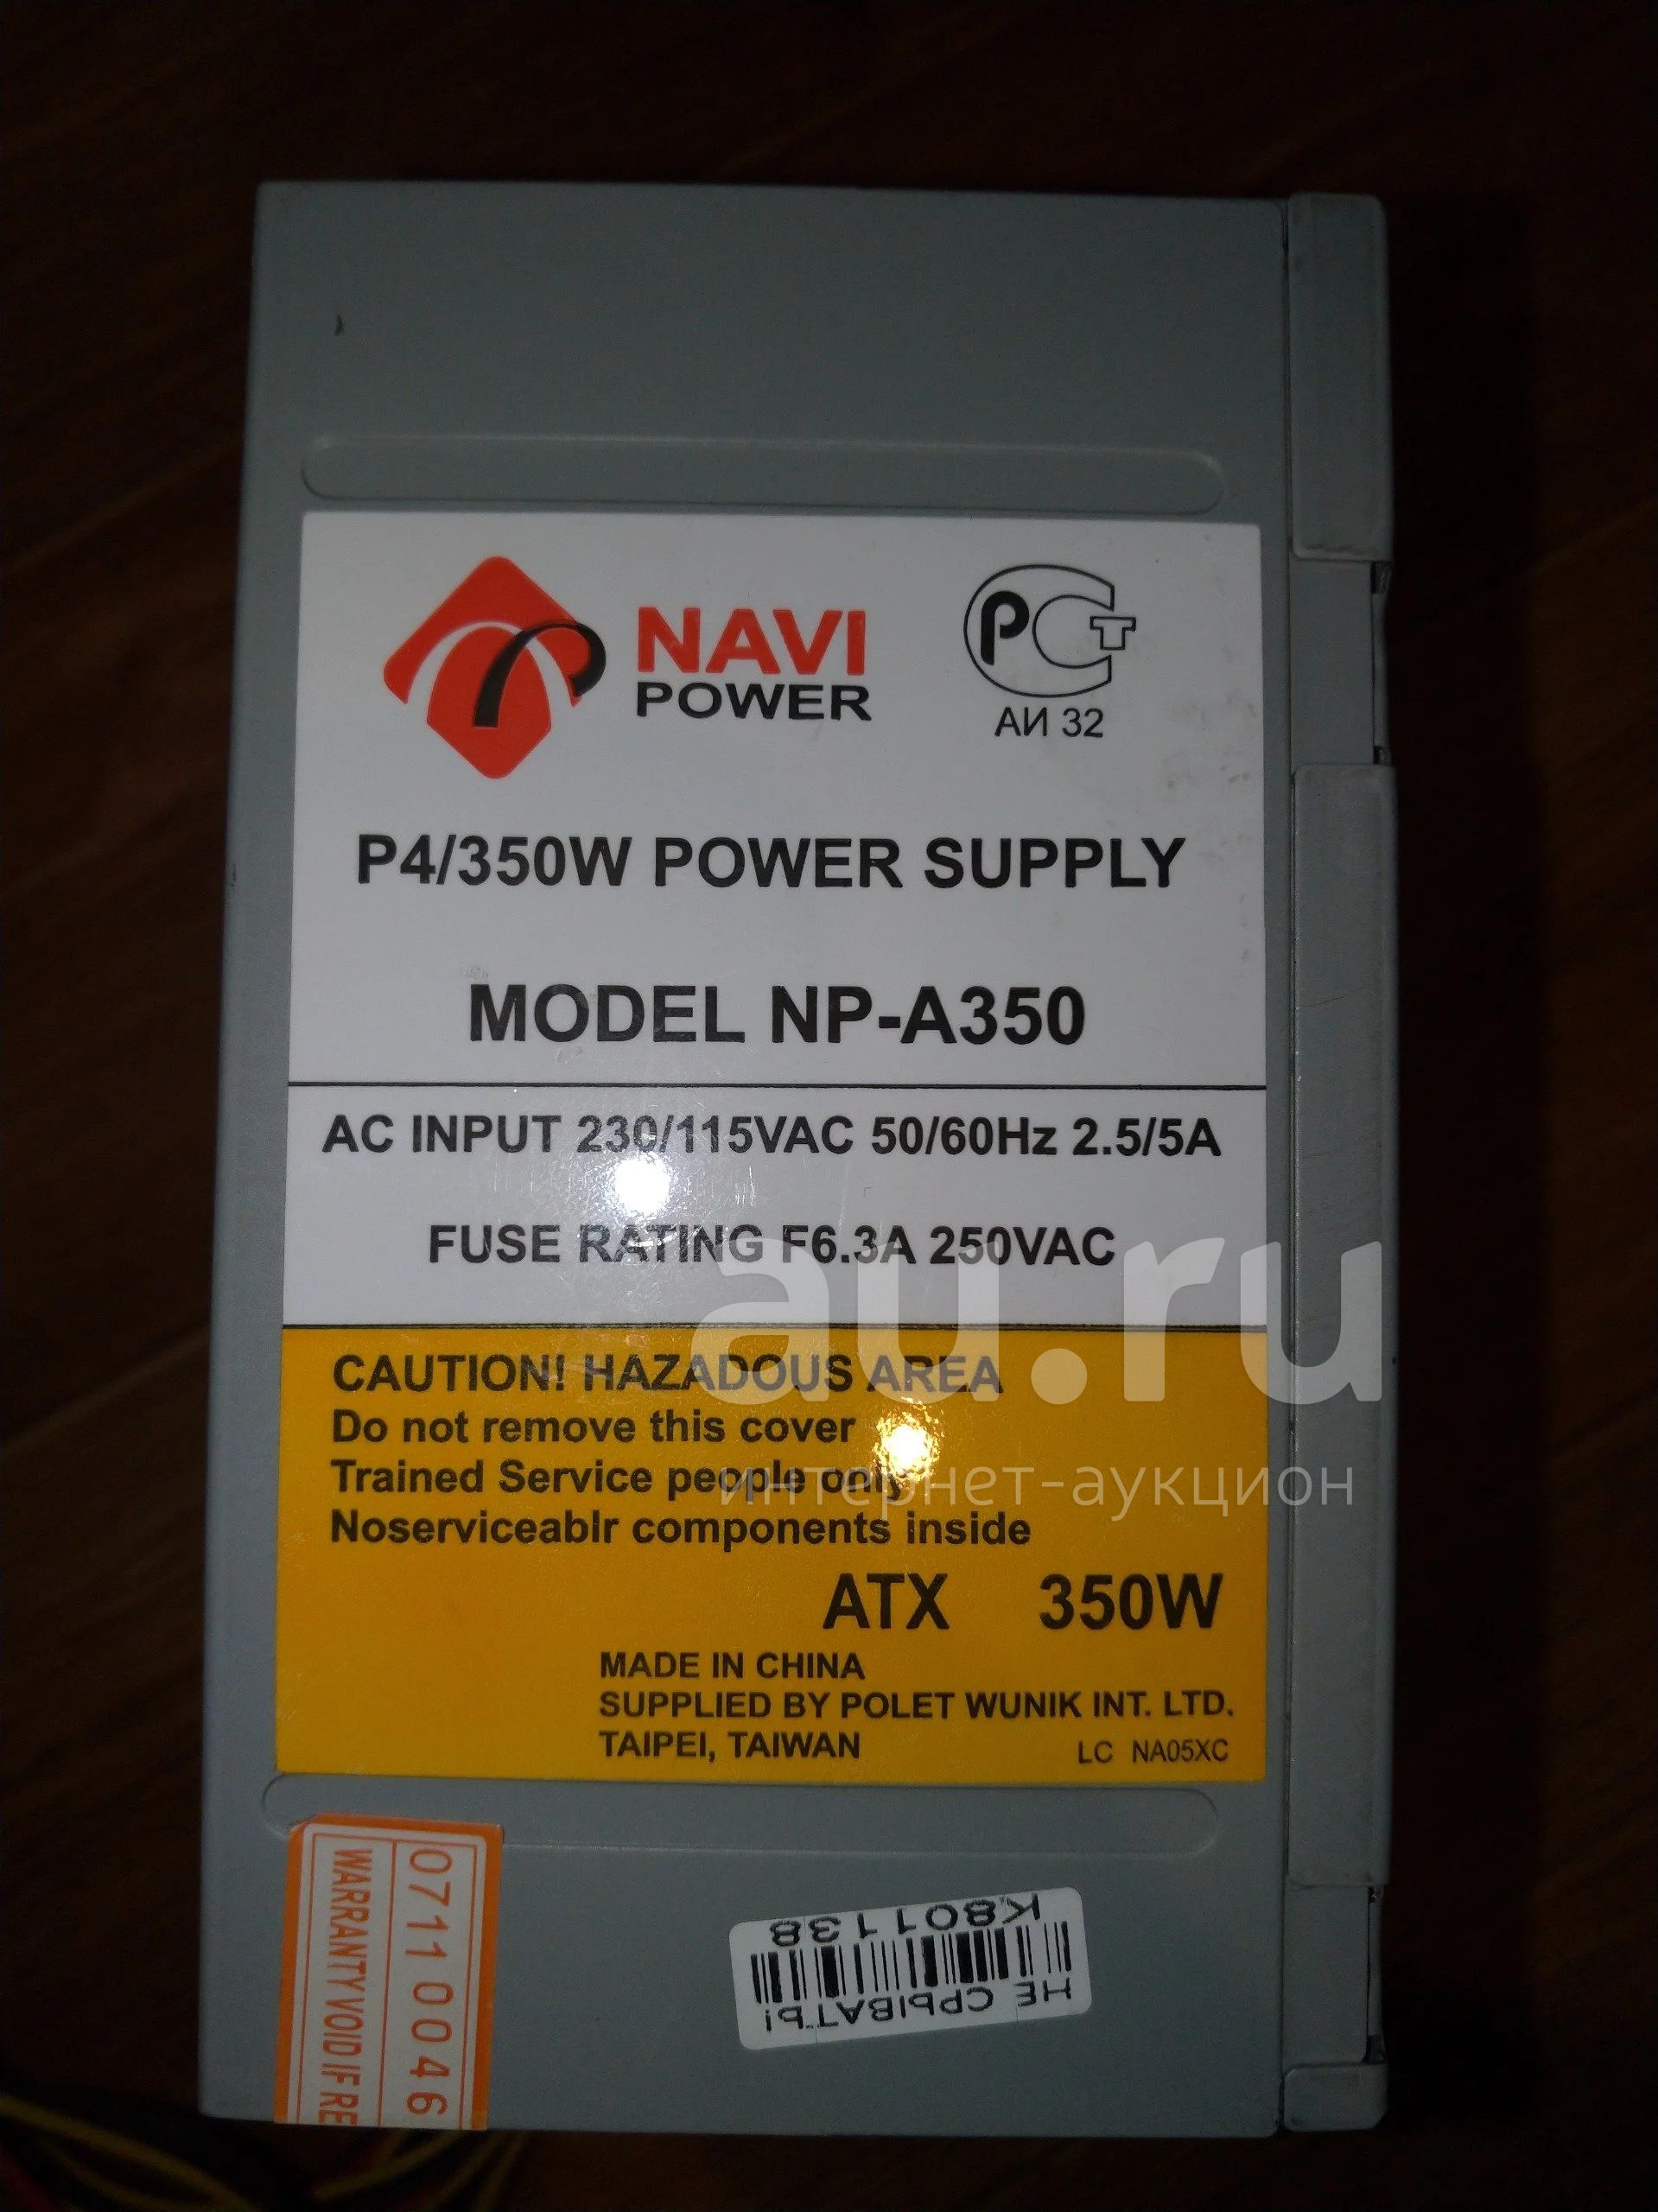 NAVI
POWER
РСТ
АИ 32
P4/350W POWER SUPPLY
MODEL NP-A350
AC INPUT 230/115VAC 50/60Hz 2.5/5A
FUSE RATING F6.3A 250VAC
au.ru
интернет-аукцион
CAUTION! HAZADOUS AREA
Do not remove this cover
Trained Service people only
Noserviceablr components inside
ATX 350W
MADE IN CHINA
SUPPLIED BY POLET WUNIK INT. LTD.
TAIPEI, TAIWAN
LC NA05XC
07110046
WARRANTY VOID IF RE
НЕ СРЫВАТЬ!
K801138